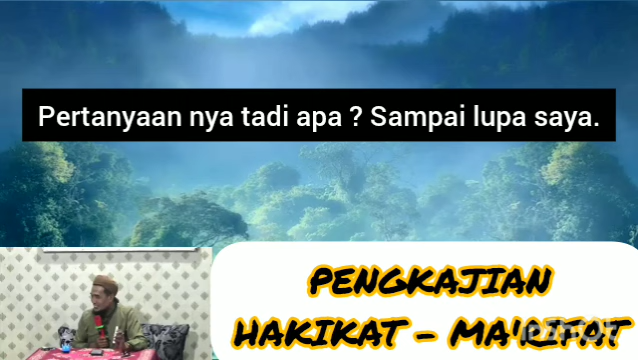 Pertanyaan nya tadi apa ? Sampai lupa saya.
PENGKAJIAN
HAKIKAT - MA'RIFAT